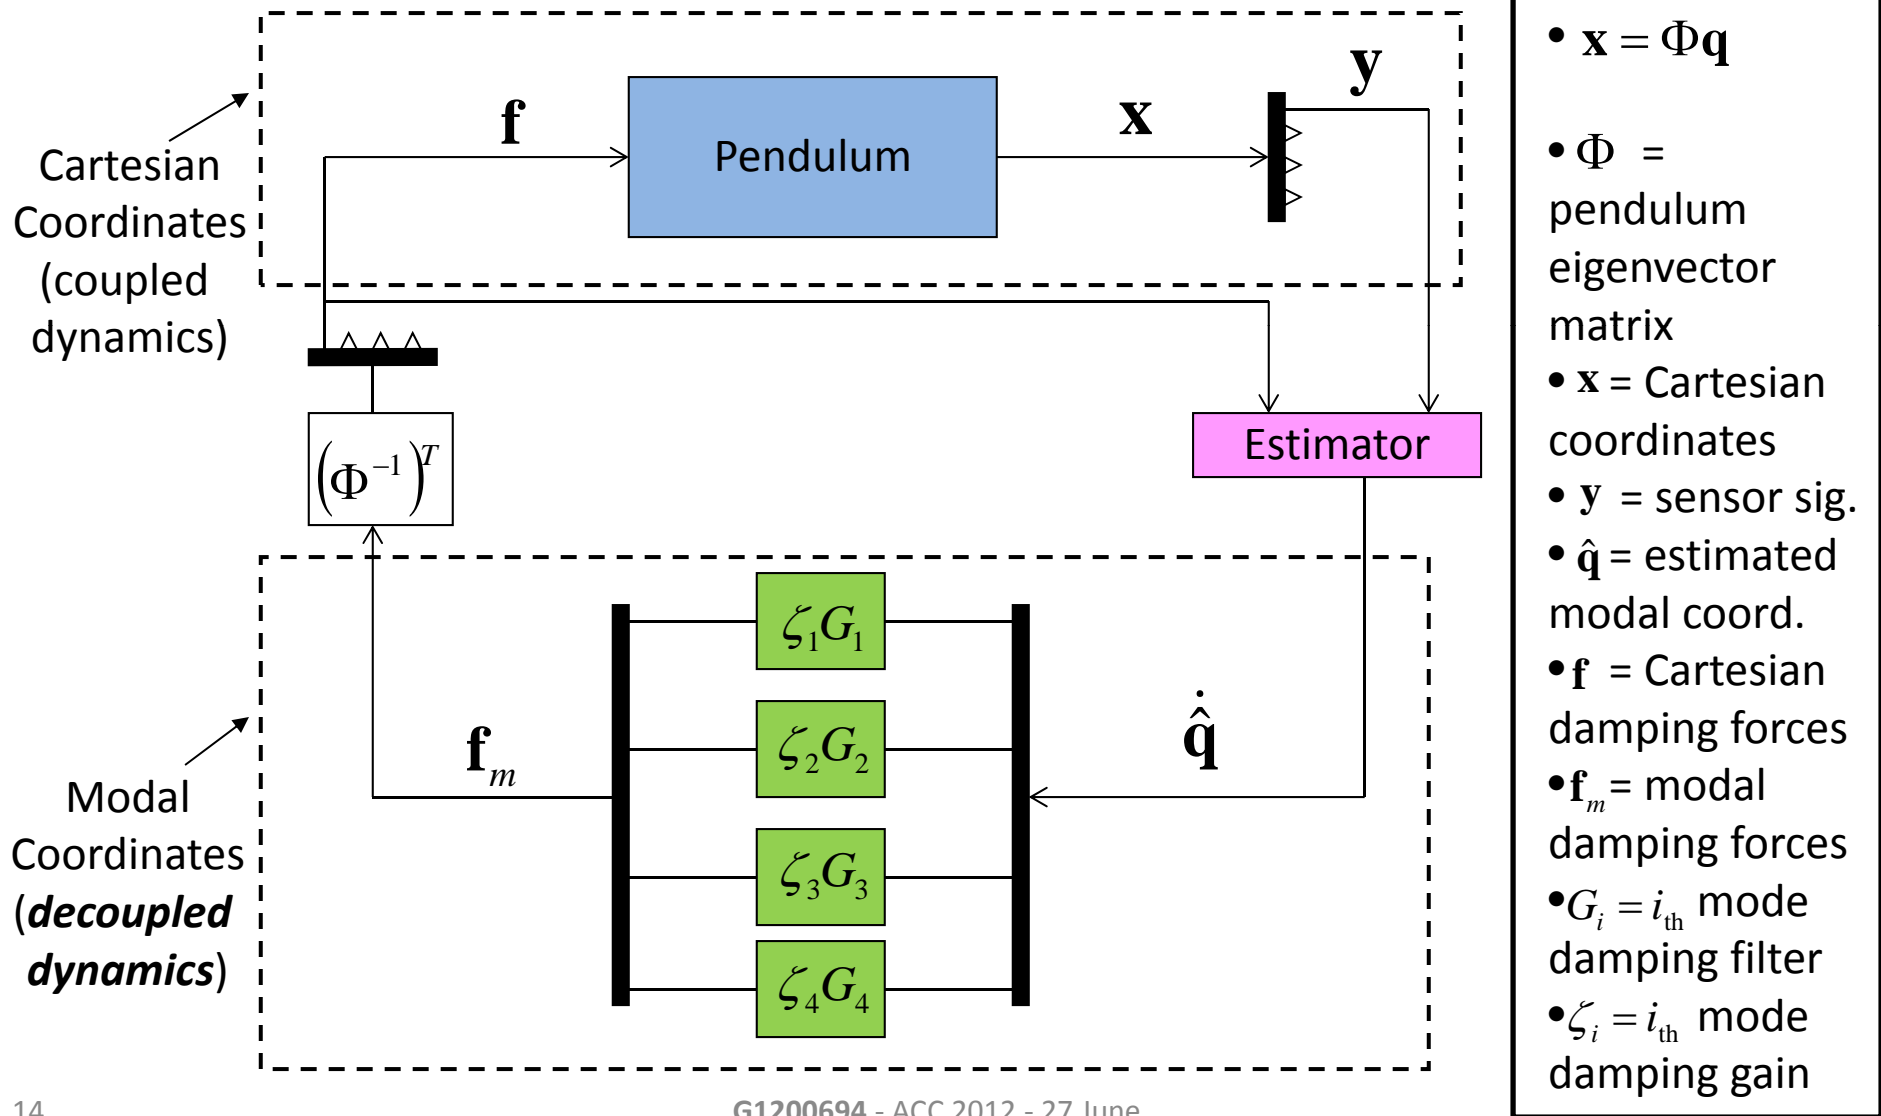 Cartesian
Coordinates
(coupled
dynamics)
f
Pendulum
x
y
(Φ⁻¹)ᵀ
Estimator
Modal
Coordinates
(decoupled
dynamics)
f_m
ζ₁G₁
ζ₂G₂
ζ₃G₃
ζ₄G₄
q̂̇
• x = Φq
• Φ =
pendulum
eigenvector
matrix
• x = Cartesian
coordinates
• y = sensor sig.
• q̂ = estimated
modal coord.
• f = Cartesian
damping forces
• f_m = modal
damping forces
• G_i = i_th mode
damping filter
• ζ_i = i_th mode
damping gain
14
G1200694 - ACC 2012 - 27 June